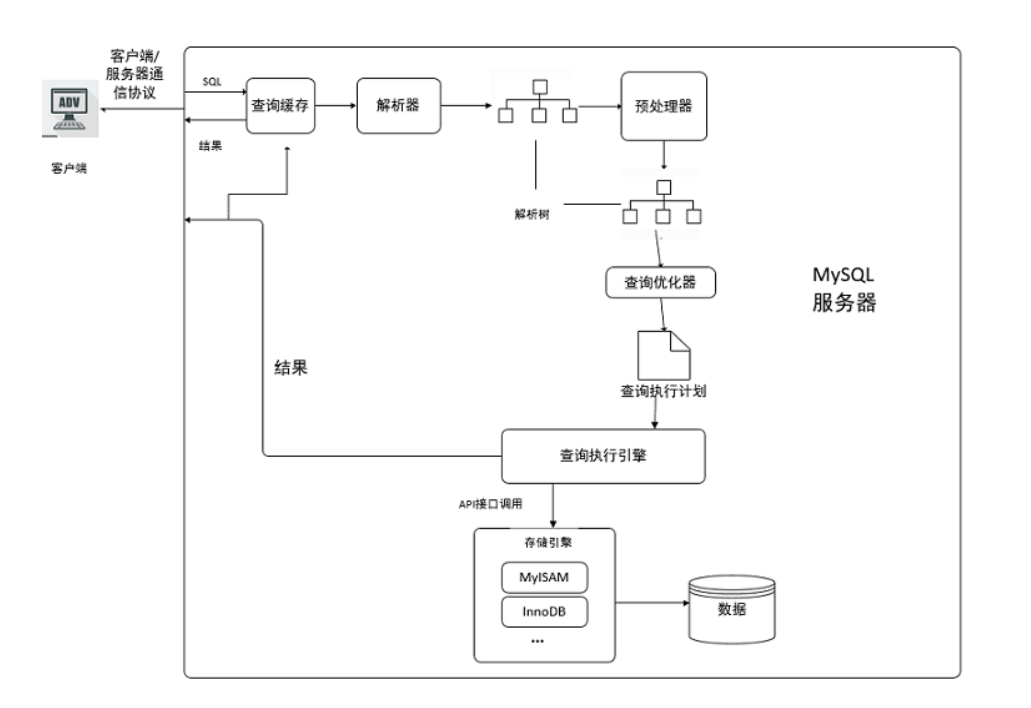 客户端/
服务器通
信协议
ADV
客户端
SQL
查询缓存
结果
解析器
预处理器
解析树
查询优化器
MySQL
服务器
查询执行计划
结果
查询执行引擎
API接口调用
存储引擎
MyISAM
InnoDB
...
数据